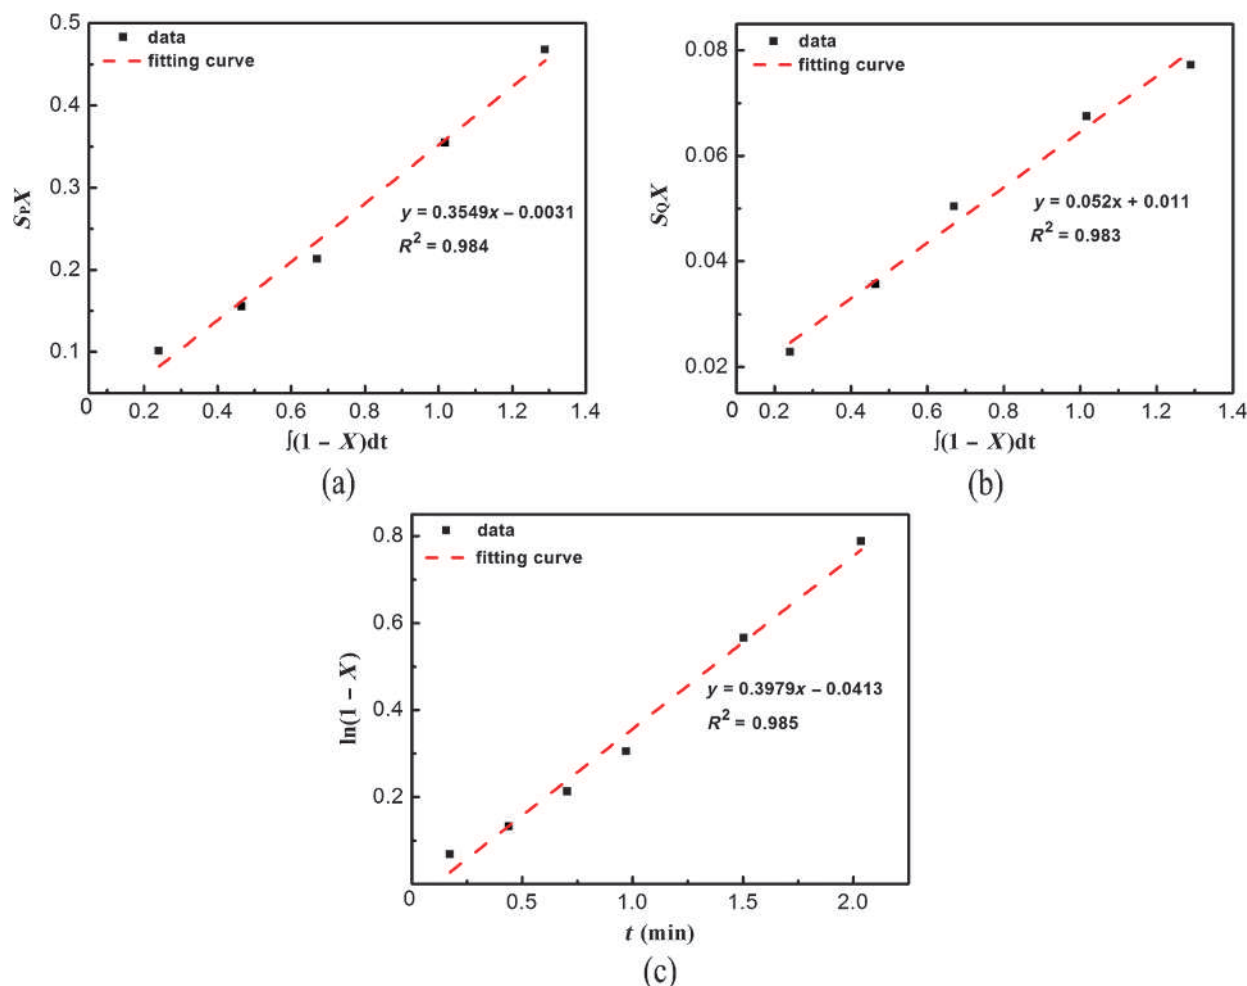 0.5
0.4
0.3
0.2
0.1
S_PX
data
fitting curve
y = 0.3549x − 0.0031
R² = 0.984
0 0.2 0.4 0.6 0.8 1.0 1.2 1.4
∫(1 − X)dt
(a)
0.08
0.06
0.04
0.02
S_QX
data
fitting curve
y = 0.052x + 0.011
R² = 0.983
0 0.2 0.4 0.6 0.8 1.0 1.2 1.4
∫(1 − X)dt
(b)
0.8
0.6
0.4
0.2
ln(1 − X)
data
fitting curve
y = 0.3979x − 0.0413
R² = 0.985
0 0.5 1.0 1.5 2.0
t (min)
(c)